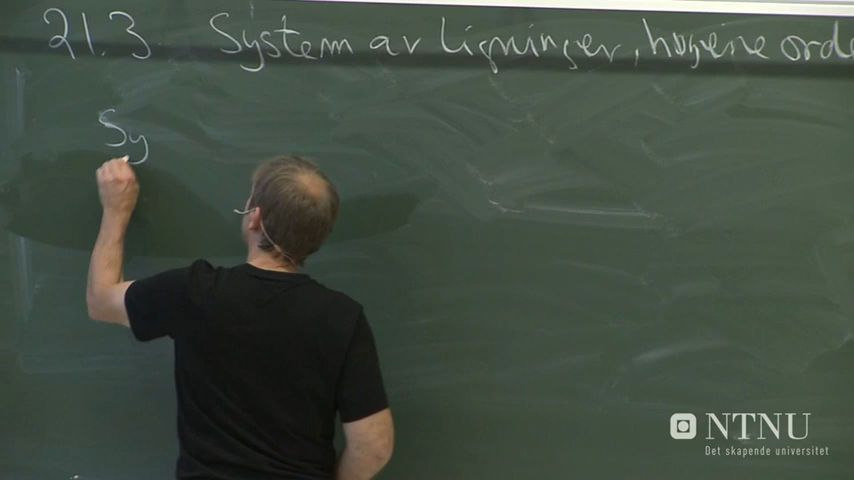 21.3 System av ligninger, høyere orde
Sy
NTNU
Det skapende universitet